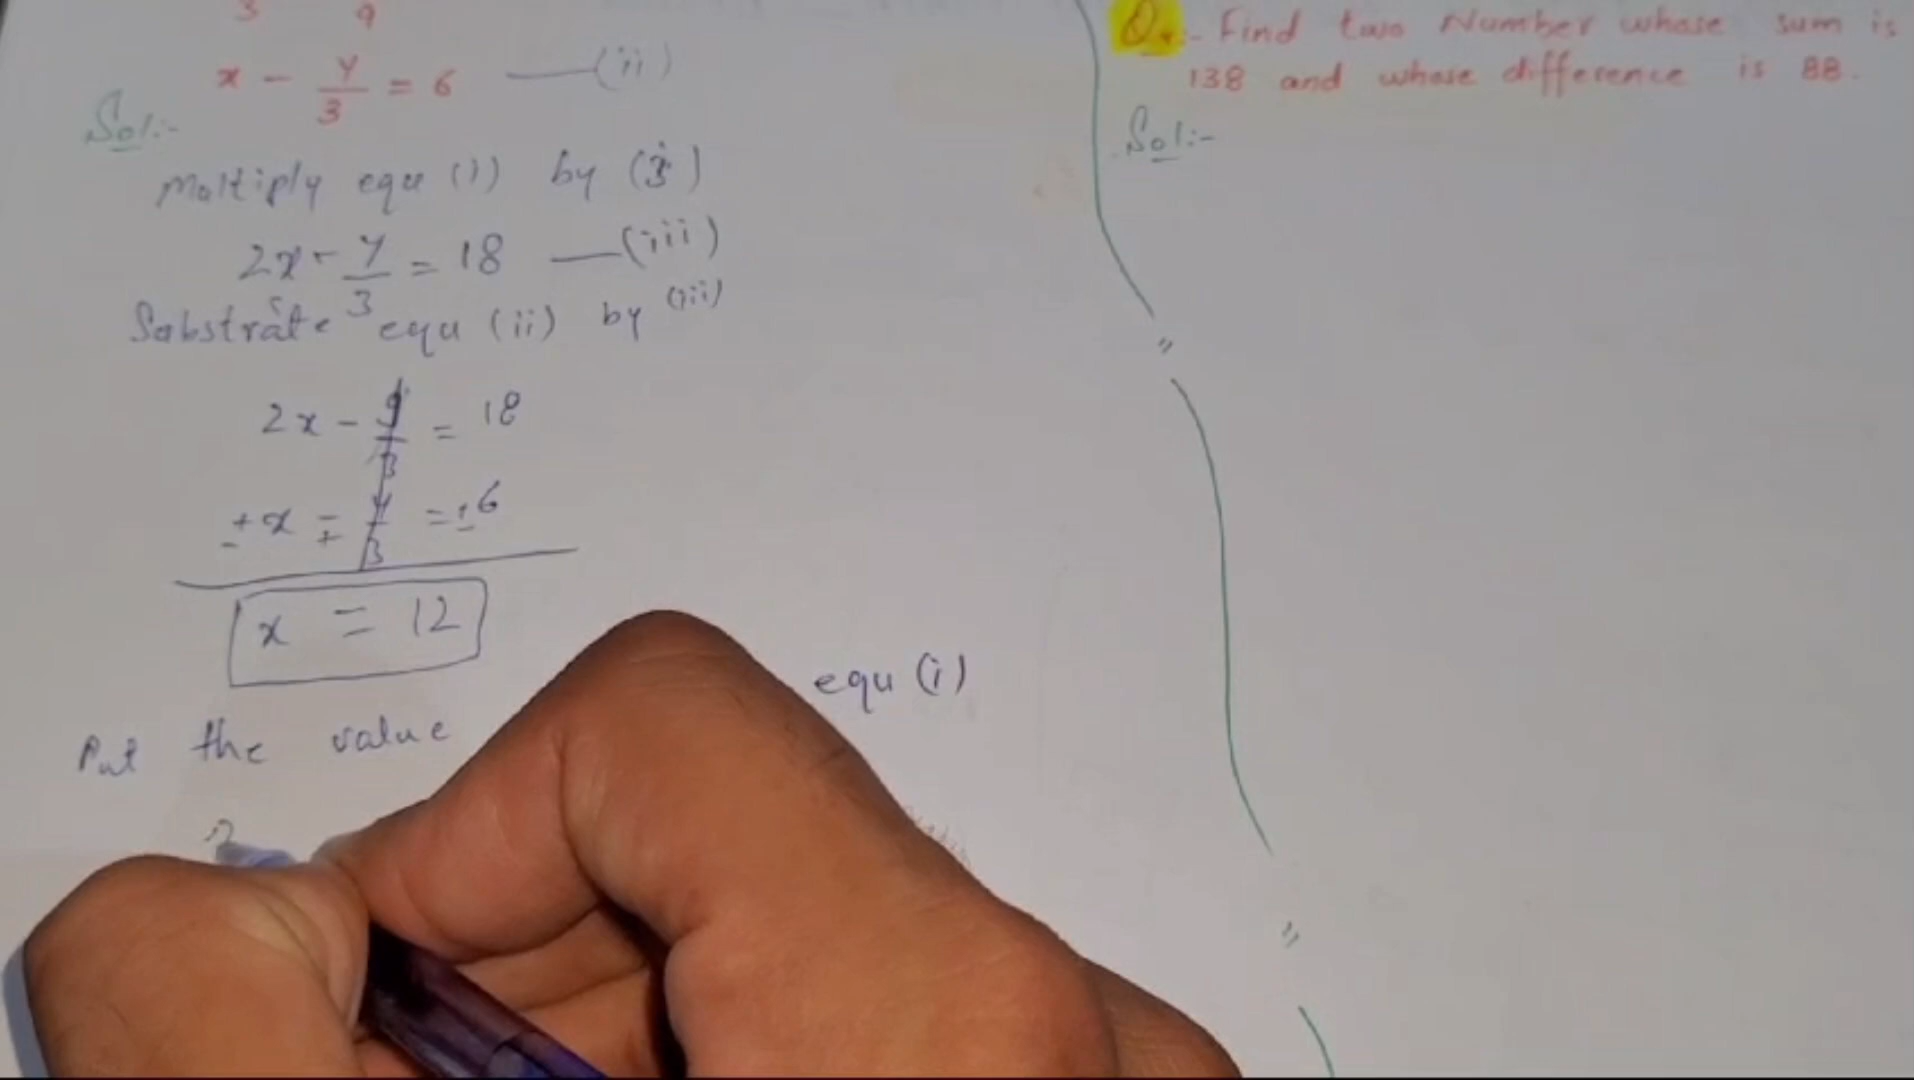 3 9
x - y/3 = 6 —(ii)
Sol:-
Multiply equ (i) by (3)
2x - y/3 = 18 —(iii)
Substrate equ (ii) by (iii)
2x - y/3 = 18
±x ∓ y/3 = ±6
x = 12
Put the value equ (i)
Q4:- Find two Number whose sum is
138 and whose difference is 88.
Sol:-